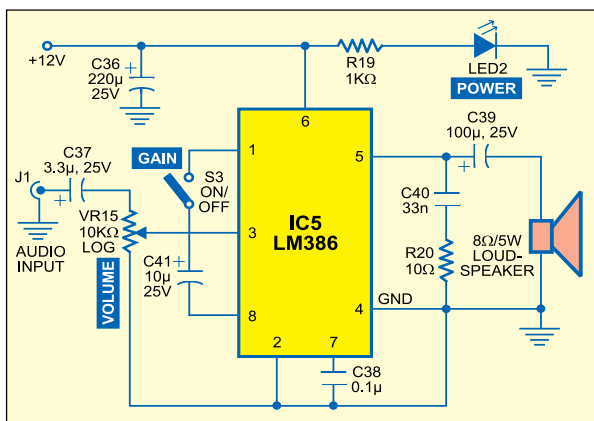 +12V
C36
220µ
25V
+
R19
1KΩ
LED2
POWER
6
C39
100µ, 25V
+
C37
3.3µ, 25V
+
J1
AUDIO
INPUT
GAIN
S3
ON/
OFF
1
5
VR15
10KΩ
LOG
VOLUME
3
IC5
LM386
C40
33n
R20
10Ω
8Ω/5W
LOUD-
SPEAKER
C41
10µ
25V
+
8
4
GND
2
7
C38
0.1µ